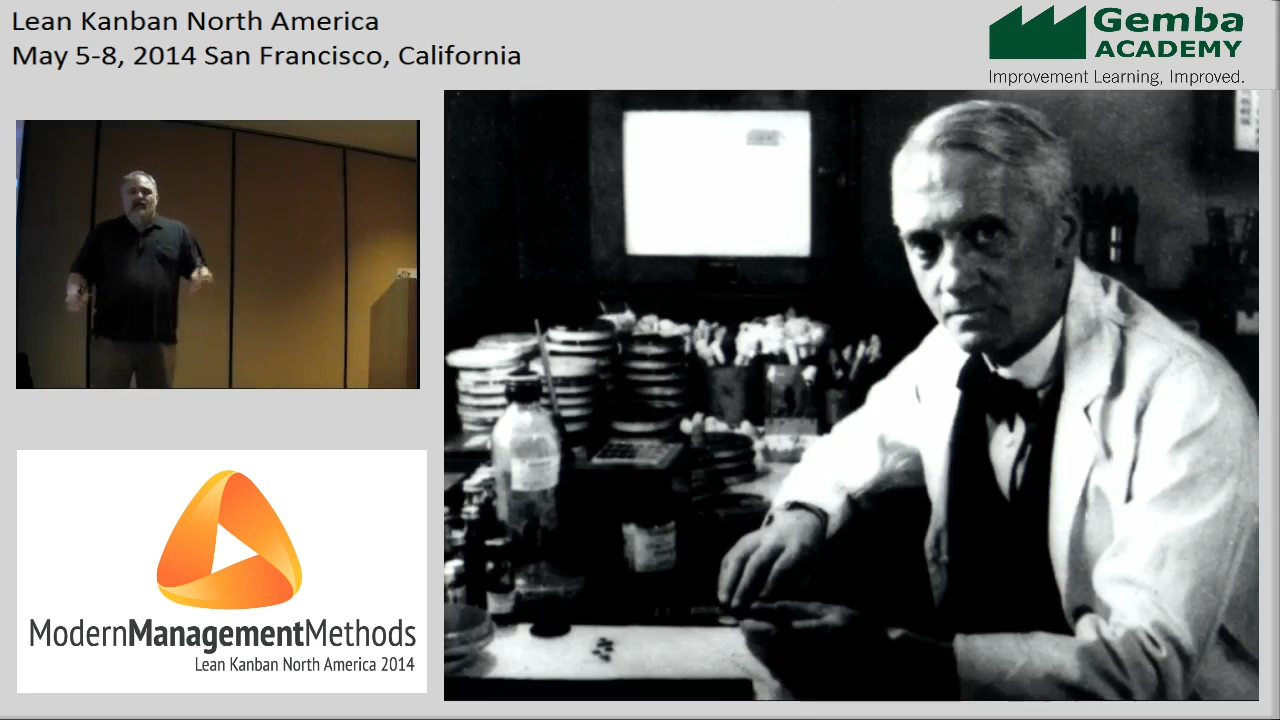 Lean Kanban North America
May 5-8, 2014 San Francisco, California
Gemba
ACADEMY
Improvement Learning, Improved.
ModernManagementMethods
Lean Kanban North America 2014